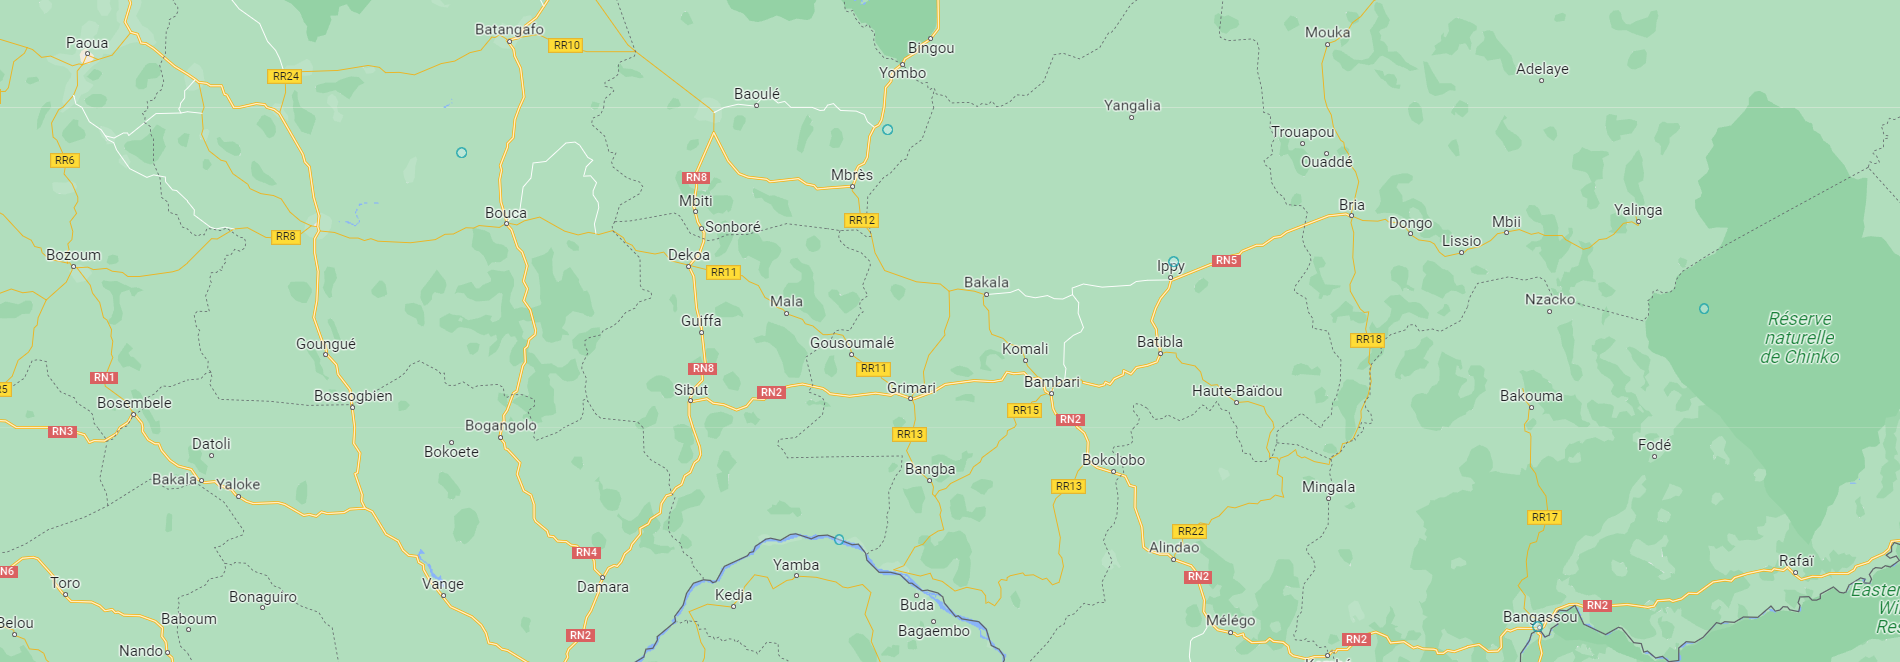 Batangafo
RR10
Mouka
Paoua
Bingou
Adelaye
RR24
Yombo
Baoulé
Yangalia
Trouapou
RR6
Ouaddé
RN8
Mbrès
Mbiti
Bouca
RR12
Bria
Yalinga
Sonboré
Dongo
Mbii
RR8
Lissio
Bozoum
Dekoa
RR11
Ippy
RN5
Bakala
Mala
Nzacko
Guiffa
Réserve
naturelle
de Chinko
Goungué
Gousoumalé
Komali
Batibla
RR18
RN1
RN8
RR11
Sibut
RN2
Grimari
Bambari
Haute-Baïdou
Bossogbien
Bakouma
Bosembele
RR15
RN2
RN3
Bogangolo
RR13
Datoli
Bokoete
Fodé
Bokolobo
Bangba
Bakala
Yaloke
RR13
Mingala
RR17
RR22
Alindao
RN4
Yamba
Rafaï
N6
Toro
Vange
Damara
RN2
Kedja
Buda
Bonaguiro
RN2
Easter
Wi
Res
Belou
Baboum
Bagaembo
Mélégo
Bangassou
RN2
RN2
Nando